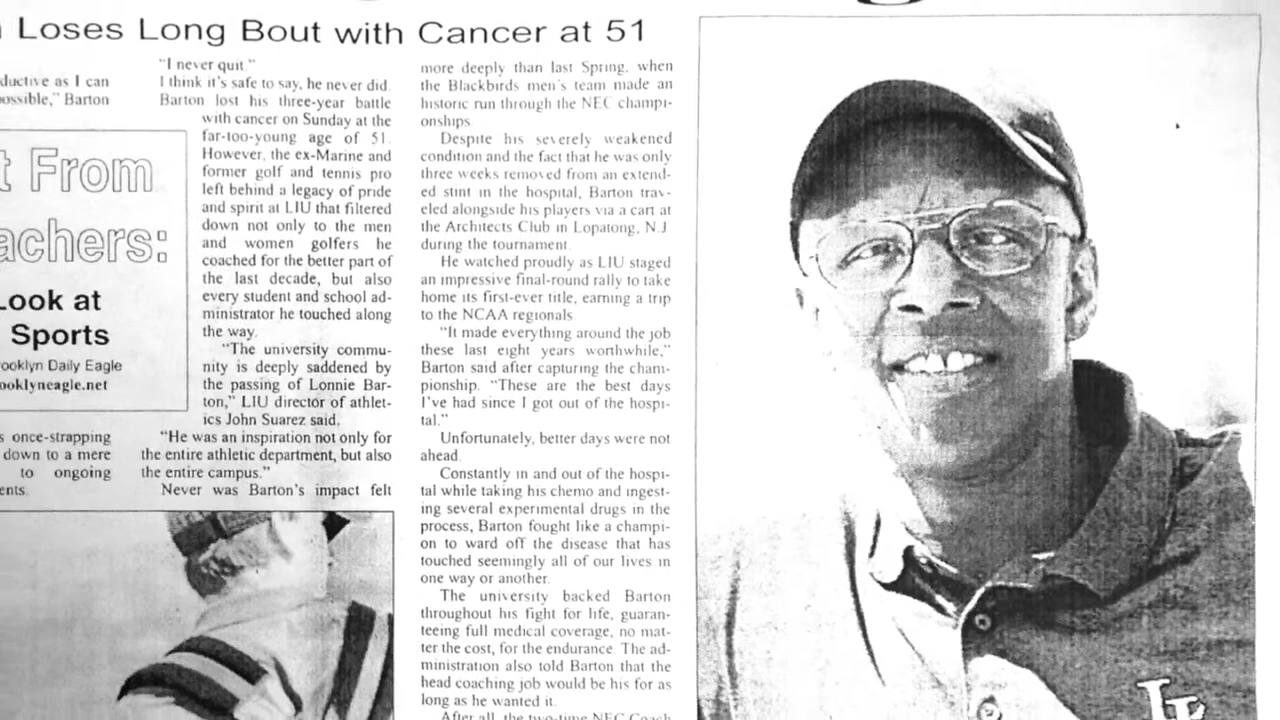 Loses Long Bout with Cancer at 51
ductive as I can
ossible," Barton
t From
achers:
Look at
Sports
ooklyn Daily Eagle
ooklyneagle.net
s once-strapping
down to a mere
to ongoing
ents.
"I never quit."
I think it's safe to say, he never did.
Barton lost his three-year battle
with cancer on Sunday at the
far-too-young age of 51.
However, the ex-Marine and
former golf and tennis pro
left behind a legacy of pride
and spirit at LIU that filtered
down not only to the men
and women golfers he
coached for the better part of
the last decade, but also
every student and school ad-
ministrator he touched along
the way.
"The university commu-
nity is deeply saddened by
the passing of Lonnie Bar-
ton," LIU director of athlet-
ics John Suarez said.
"He was an inspiration not only for
the entire athletic department, but also
the entire campus."
Never was Barton's impact felt
more deeply than last Spring, when
the Blackbirds men's team made an
historic run through the NEC champi-
onships.
Despite his severely weakened
condition and the fact that he was only
three weeks removed from an extend-
ed stint in the hospital, Barton trav-
eled alongside his players via a cart at
the Architects Club in Lopatong, N.J.
during the tournament.
He watched proudly as LIU staged
an impressive final-round rally to take
home its first-ever title, earning a trip
to the NCAA regionals.
"It made everything around the job
these last eight years worthwhile,"
Barton said after capturing the cham-
pionship. "These are the best days
I've had since I got out of the hospi-
tal."
Unfortunately, better days were not
ahead.
Constantly in and out of the hospi-
tal while taking his chemo and ingest-
ing several experimental drugs in the
process, Barton fought like a champi-
on to ward off the disease that has
touched seemingly all of our lives in
one way or another.
The university backed Barton
throughout his fight for life, guaran-
teeing full medical coverage, no mat-
ter the cost, for the endurance. The ad-
ministration also told Barton that the
head coaching job would be his for as
long as he wanted it.
After all, the two-time NEC Coach